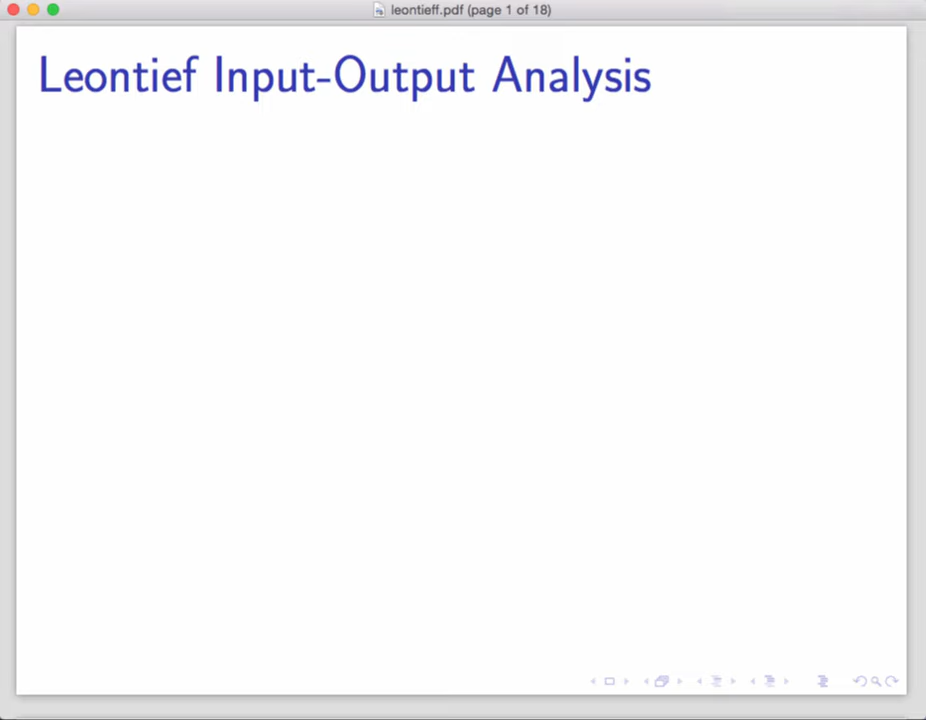 leontieff.pdf (page 1 of 18)
Leontief Input-Output Analysis